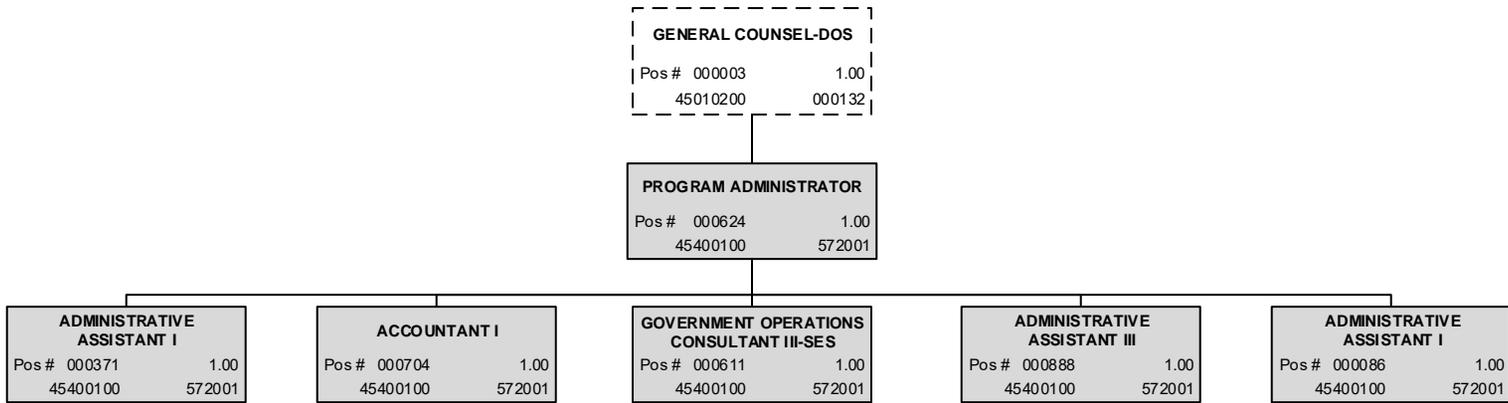 GENERAL COUNSEL-DOS
Pos # 000003 1.00
45010200 000132
PROGRAM ADMINISTRATOR
Pos # 000624 1.00
45400100 572001
ADMINISTRATIVE
ASSISTANT I
Pos # 000371 1.00
45400100 572001
ACCOUNTANT I
Pos # 000704 1.00
45400100 572001
GOVERNMENT OPERATIONS
CONSULTANT III-SES
Pos # 000611 1.00
45400100 572001
ADMINISTRATIVE
ASSISTANT III
Pos # 000888 1.00
45400100 572001
ADMINISTRATIVE
ASSISTANT I
Pos # 000086 1.00
45400100 572001